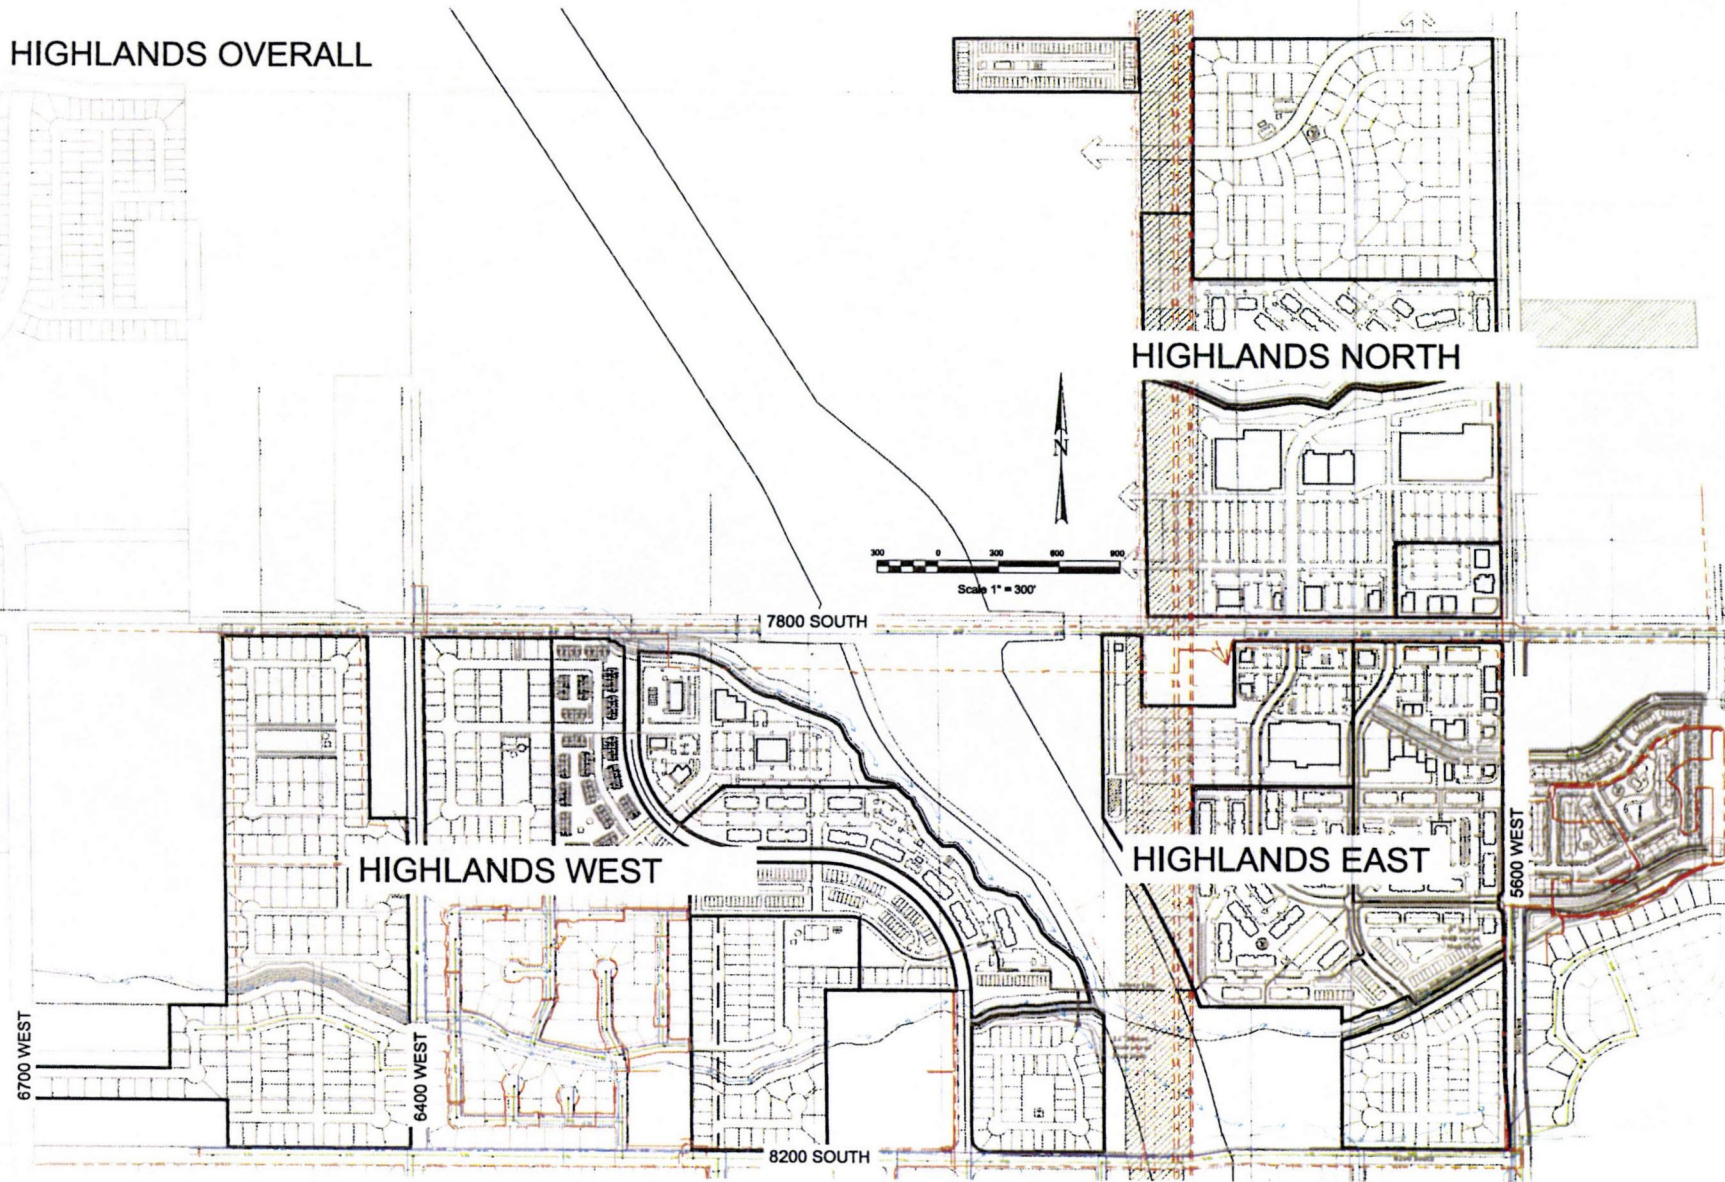 HIGHLANDS OVERALL
HIGHLANDS NORTH
N
300 0 300 600 900
Scale 1" = 300'
7800 SOUTH
HIGHLANDS WEST
HIGHLANDS EAST
5600 WEST
6700 WEST
6400 WEST
8200 SOUTH